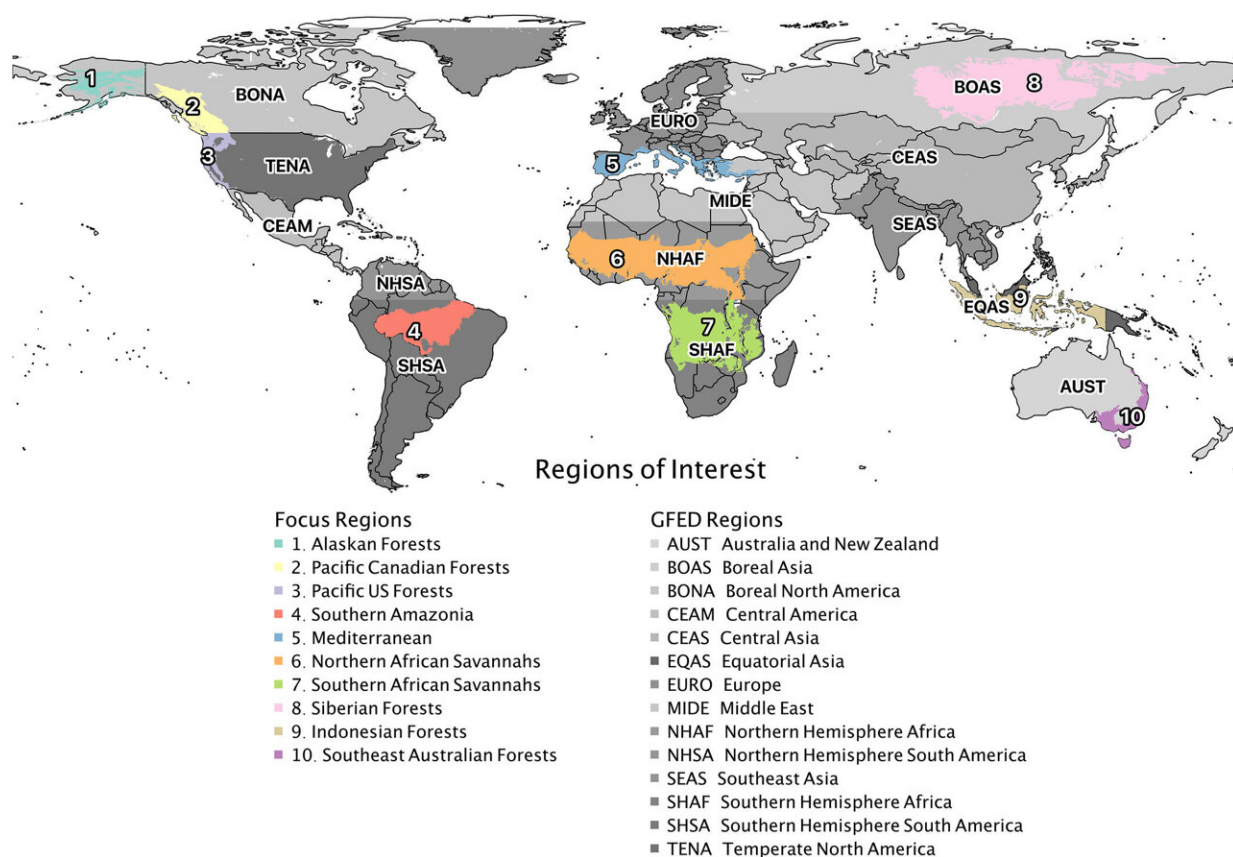 1
2
BONA
BOAS
8
EURO
3
TENA
5
CEAS
CEAM
MIDE
SEAS
6
NHAF
NHSA
EQAS
9
4
7
SHAF
SHSA
AUST
10
Regions of Interest
Focus Regions
1. Alaskan Forests
2. Pacific Canadian Forests
3. Pacific US Forests
4. Southern Amazonia
5. Mediterranean
6. Northern African Savannahs
7. Southern African Savannahs
8. Siberian Forests
9. Indonesian Forests
10. Southeast Australian Forests
GFED Regions
AUST Australia and New Zealand
BOAS Boreal Asia
BONA Boreal North America
CEAM Central America
CEAS Central Asia
EQAS Equatorial Asia
EURO Europe
MIDE Middle East
NHAF Northern Hemisphere Africa
NHSA Northern Hemisphere South America
SEAS Southeast Asia
SHAF Southern Hemisphere Africa
SHSA Southern Hemisphere South America
TENA Temperate North America